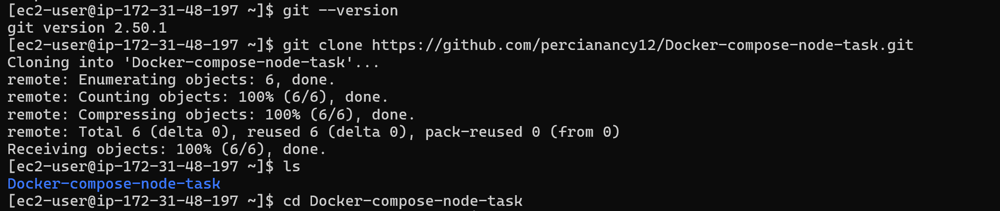 [ec2-user@ip-172-31-48-197 ~]$ git --version
git version 2.50.1
[ec2-user@ip-172-31-48-197 ~]$ git clone https://github.com/percianancy12/Docker-compose-node-task.git
Cloning into 'Docker-compose-node-task'...
remote: Enumerating objects: 6, done.
remote: Counting objects: 100% (6/6), done.
remote: Compressing objects: 100% (6/6), done.
remote: Total 6 (delta 0), reused 6 (delta 0), pack-reused 0 (from 0)
Receiving objects: 100% (6/6), done.
[ec2-user@ip-172-31-48-197 ~]$ ls
Docker-compose-node-task
[ec2-user@ip-172-31-48-197 ~]$ cd Docker-compose-node-task